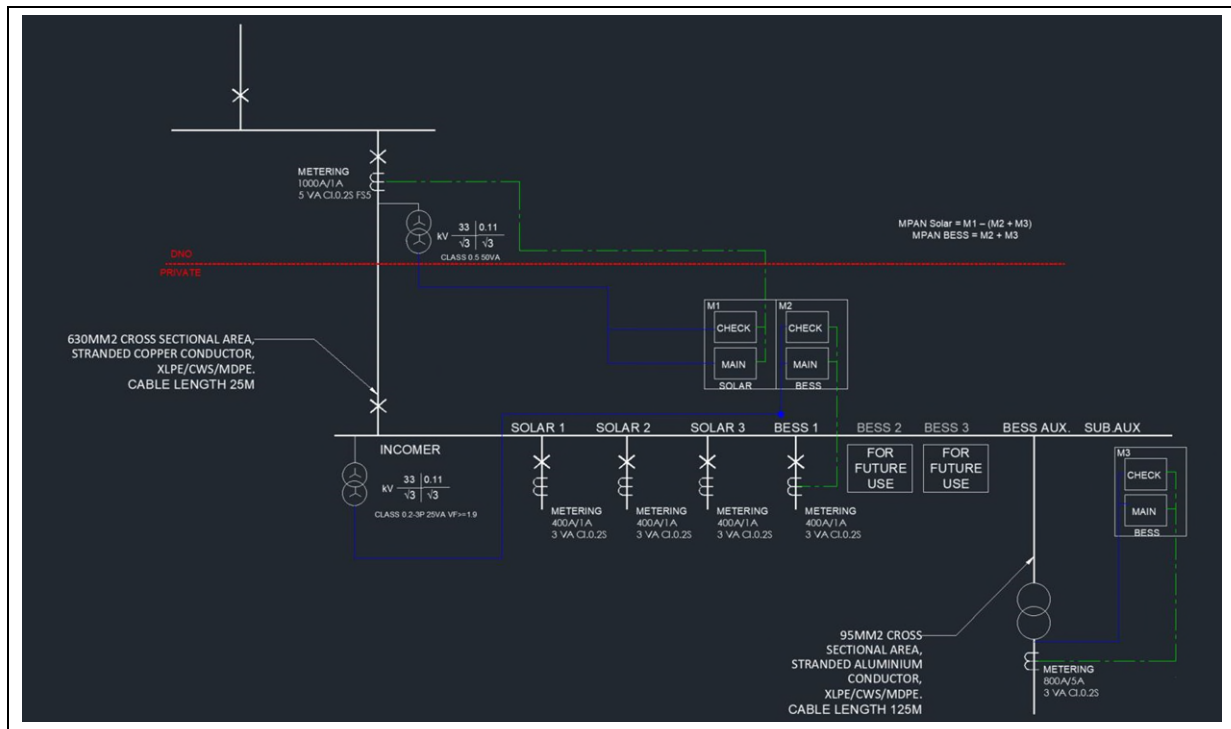 METERING
1000A/1A
5 VA Cl.0.2S FS5
kV 33 0.11
√3 √3
CLASS 0.5 50VA
MPAN Solar = M1 – (M2 + M3)
MPAN BESS = M2 + M3
DNO
PRIVATE
M1
CHECK
MAIN
SOLAR
M2
CHECK
MAIN
BESS
630MM2 CROSS SECTIONAL AREA,
STRANDED COPPER CONDUCTOR,
XLPE/CWS/MDPE.
CABLE LENGTH 25M
INCOMER
SOLAR 1
SOLAR 2
SOLAR 3
BESS 1
BESS 2
BESS 3
BESS AUX.
SUB.AUX
kV 33 0.11
√3 √3
CLASS 0.2-3P 25VA VF>=1.9
METERING
400A/1A
3 VA Cl.0.2S
METERING
400A/1A
3 VA Cl.0.2S
METERING
400A/1A
3 VA Cl.0.2S
METERING
400A/1A
3 VA Cl.0.2S
FOR
FUTURE
USE
FOR
FUTURE
USE
M3
CHECK
MAIN
BESS
95MM2 CROSS
SECTIONAL AREA,
STRANDED ALUMINIUM
CONDUCTOR,
XLPE/CWS/MDPE.
CABLE LENGTH 125M
METERING
800A/5A
3 VA Cl.0.2S